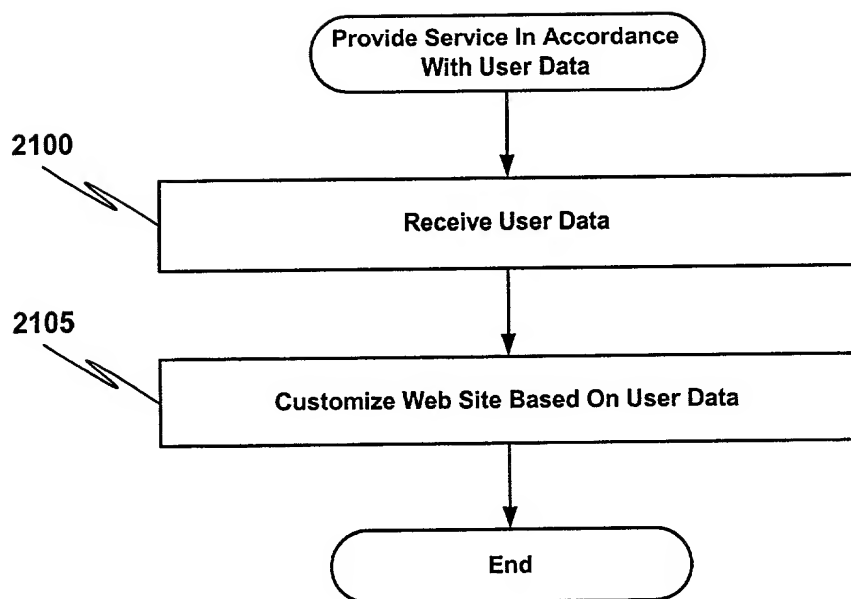 Provide Service In Accordance
With User Data
2100
Receive User Data
2105
Customize Web Site Based On User Data
End